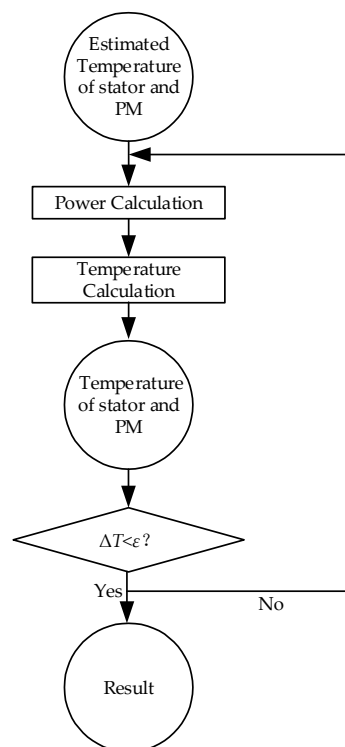 Estimated
Temperature
of stator and
PM
Power Calculation
Temperature
Calculation
Temperature
of stator and
PM
ΔT<ε?
Yes
No
Result